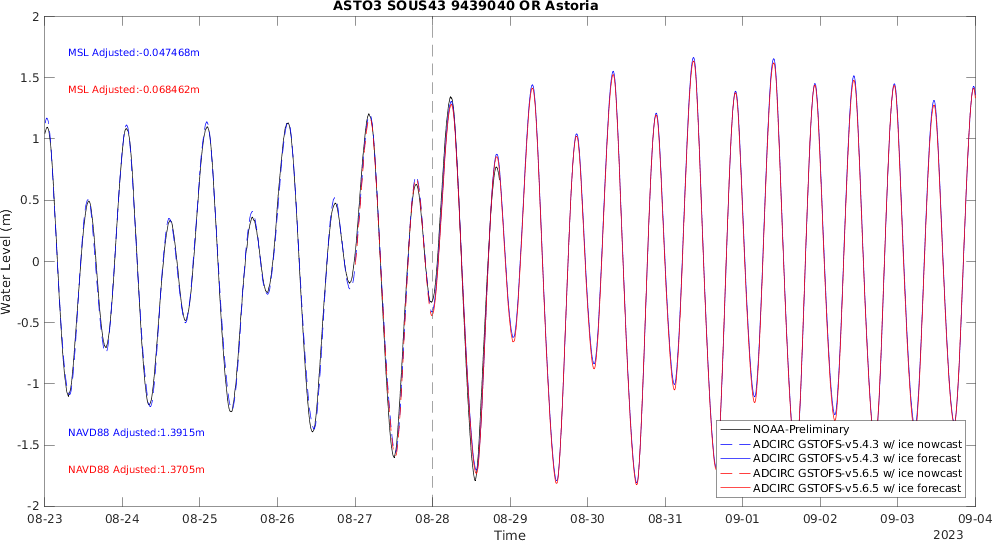 ASTO3 SOUS43 9439040 OR Astoria
MSL Adjusted:-0.047468m
MSL Adjusted:-0.068462m
NAVD88 Adjusted:1.3915m
NAVD88 Adjusted:1.3705m
Water Level (m)
2
1.5
1
0.5
0
-0.5
-1
-1.5
-2
NOAA-Preliminary
ADCIRC GSTOFS-v5.4.3 w/ ice nowcast
ADCIRC GSTOFS-v5.4.3 w/ ice forecast
ADCIRC GSTOFS-v5.6.5 w/ ice nowcast
ADCIRC GSTOFS-v5.6.5 w/ ice forecast
08-23 08-24 08-25 08-26 08-27 08-28 08-29 08-30 08-31 09-01 09-02 09-03 09-04
Time
2023